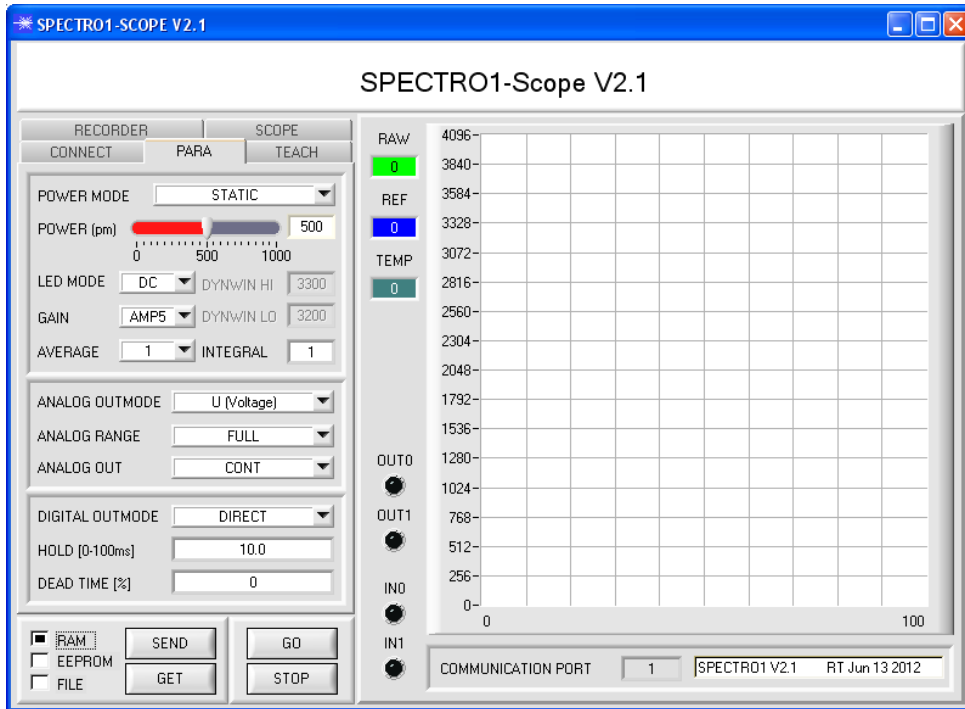 SPECTRO1-SCOPE V2.1
SPECTRO1-Scope V2.1
RECORDER SCOPE
CONNECT PARA TEACH
POWER MODE STATIC
POWER (pm) 500
0 500 1000
LED MODE DC DYNWIN HI 3300
GAIN AMP5 DYNWIN LO 3200
AVERAGE 1 INTEGRAL 1
ANALOG OUTMODE U (Voltage)
ANALOG RANGE FULL
ANALOG OUT CONT
DIGITAL OUTMODE DIRECT
HOLD [0-100ms] 10.0
DEAD TIME [%] 0
RAM
EEPROM
FILE
SEND
GET
GO
STOP
RAW
0
REF
0
TEMP
0
OUT0
OUT1
IN0
IN1
4096
3840
3584
3328
3072
2816
2560
2304
2048
1792
1536
1280
1024
768
512
256
0
0 100
COMMUNICATION PORT 1 SPECTRO1 V2.1 RT Jun 13 2012